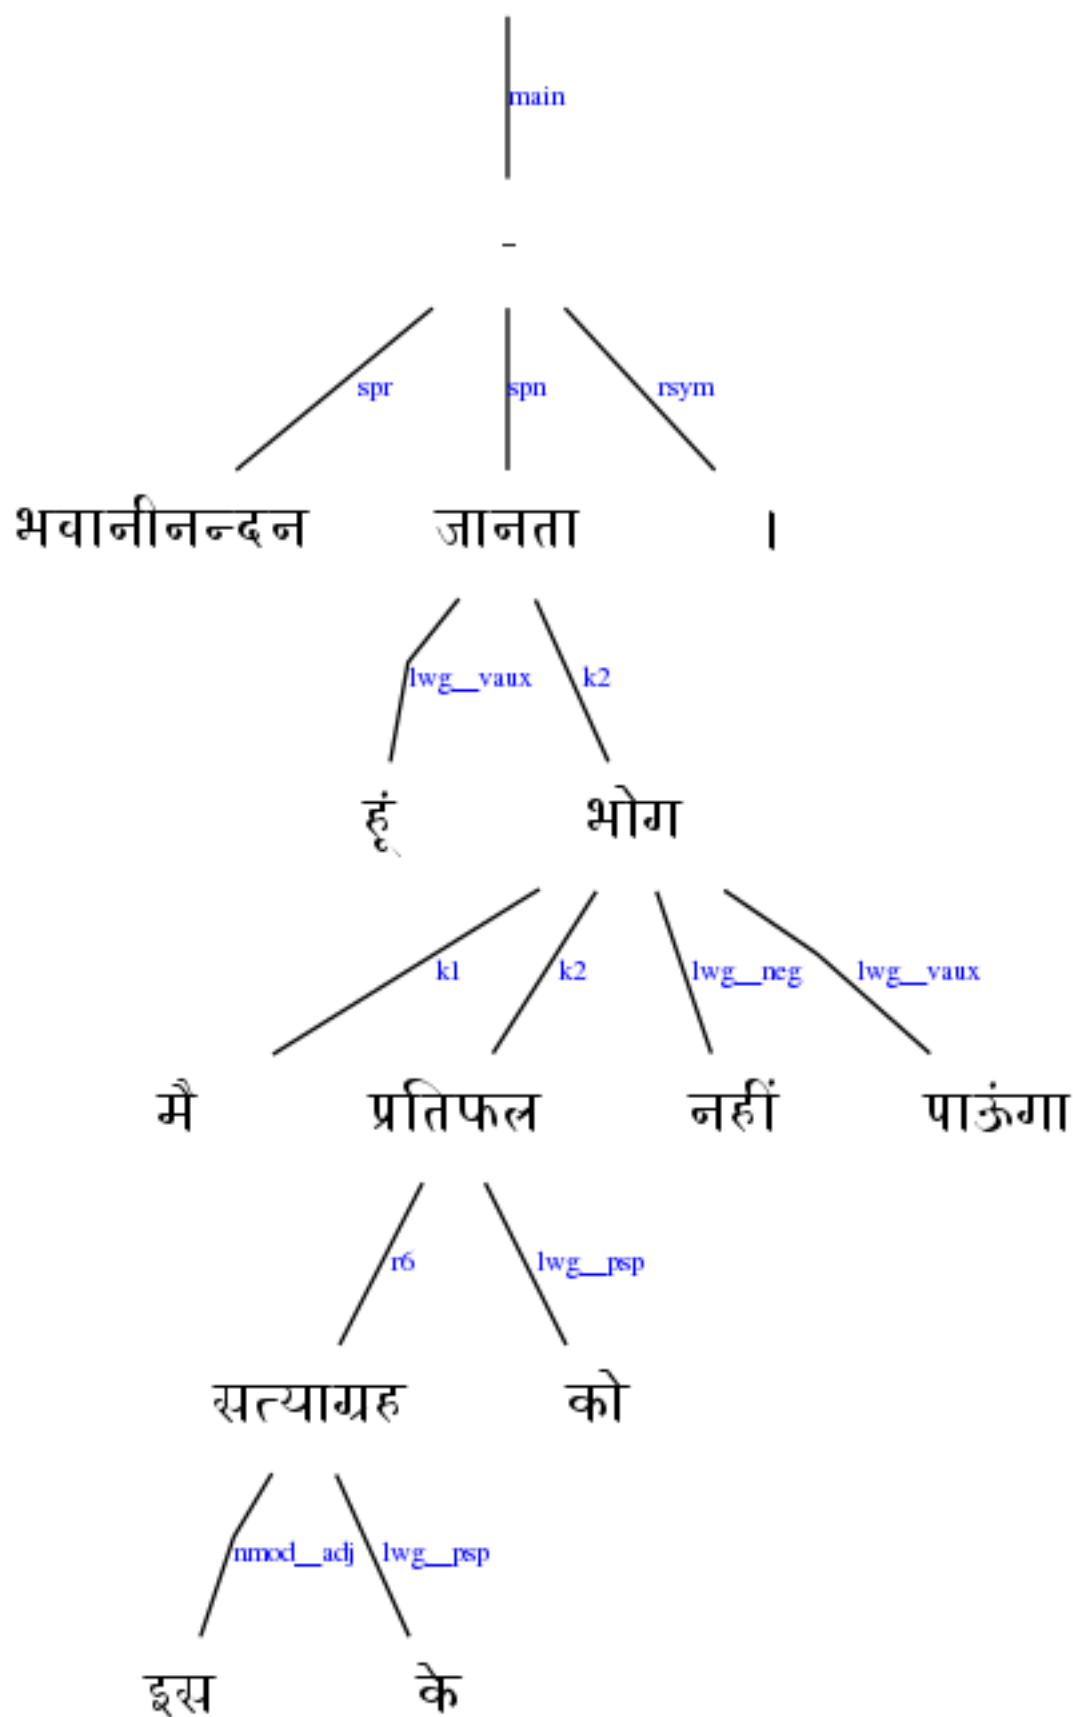 main
-
spr spn rsym
भवानीनन्दन जानता ।
lwg__vaux k2
हूं भोग
k1 k2 lwg__neg lwg__vaux
मै प्रतिफल नहीं पाऊंगा
r6 lwg__psp
सत्याग्रह को
nmod__adj lwg__psp
इस के